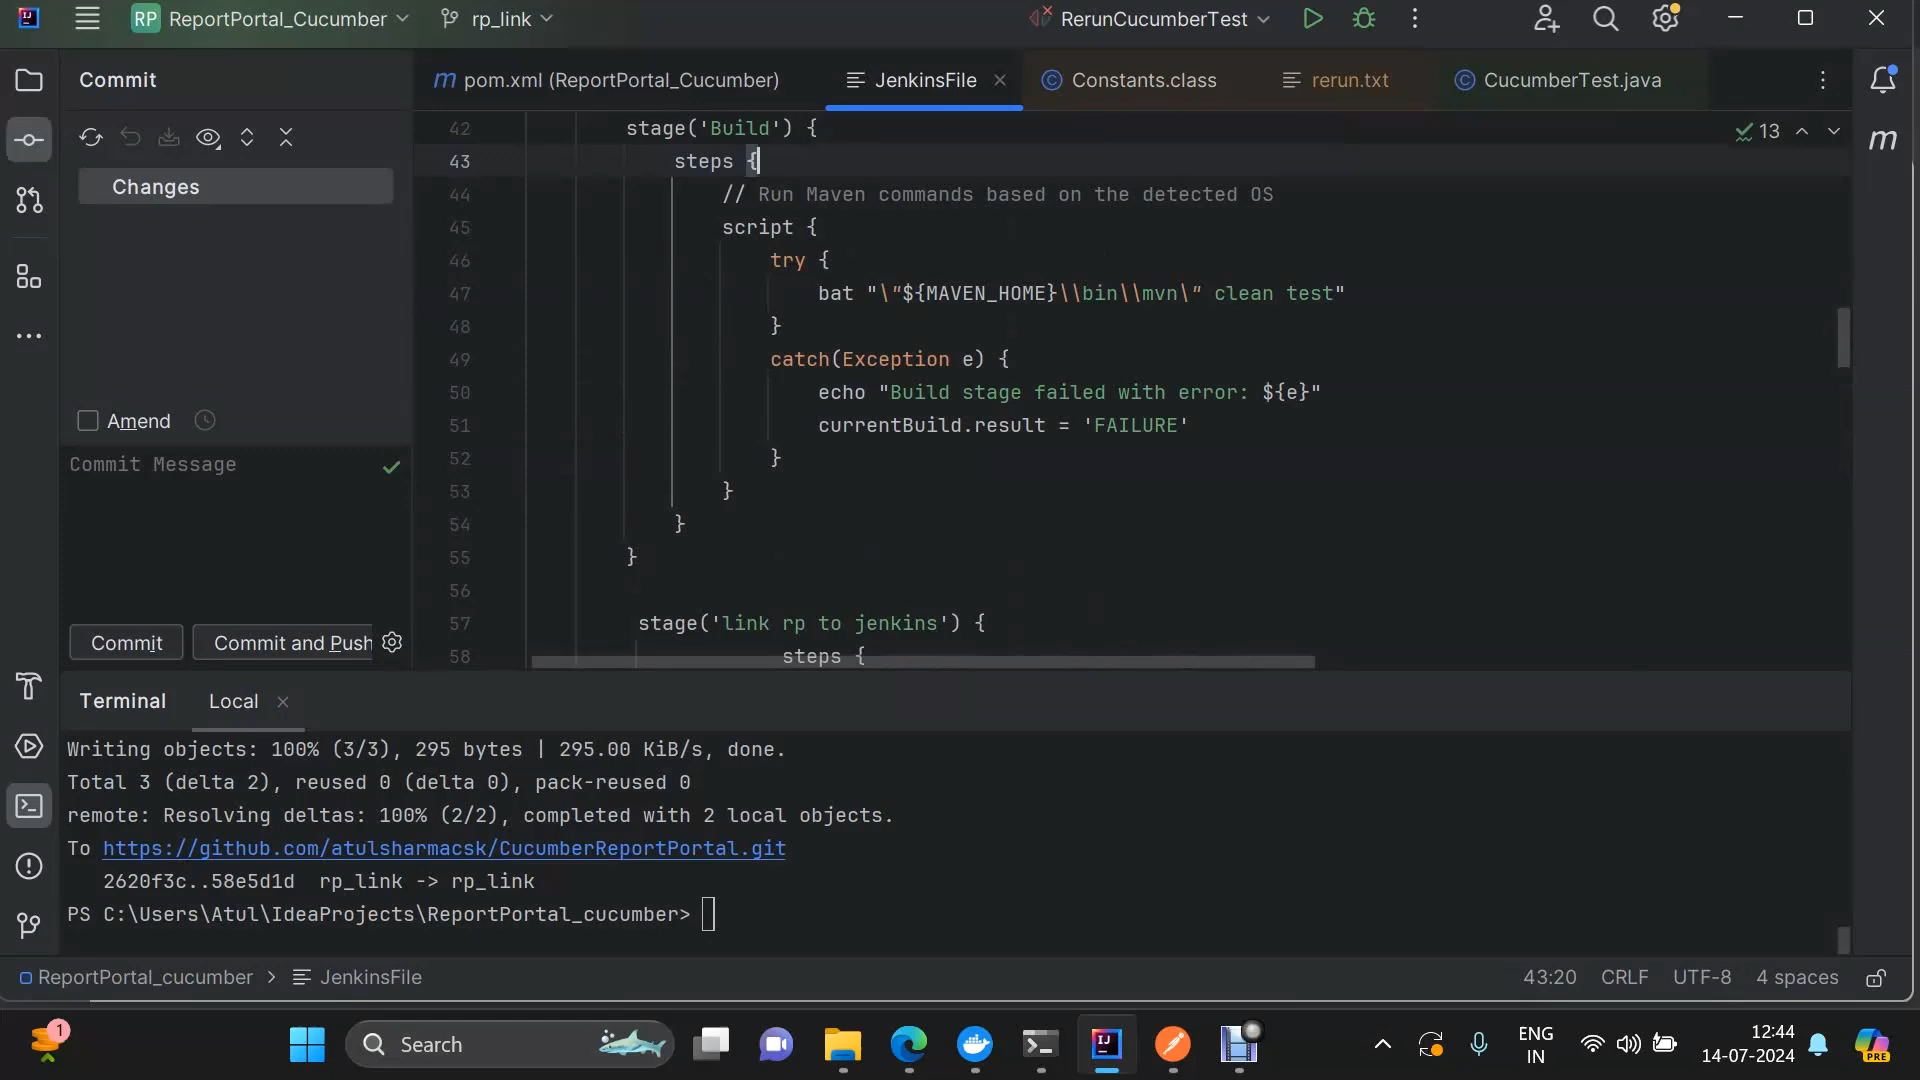 RP ReportPortal_Cucumber rp_link RerunCucumberTest
Commit
pom.xml (ReportPortal_Cucumber) JenkinsFile Constants.class rerun.txt CucumberTest.java
Changes
42 stage('Build') {
13
43 steps {
44 // Run Maven commands based on the detected OS
45 script {
46 try {
47 bat "\"${MAVEN_HOME}\\bin\\mvn\" clean test"
48 }
49 catch(Exception e) {
50 echo "Build stage failed with error: ${e}"
51 currentBuild.result = 'FAILURE'
52 }
53 }
54 }
55 }
56
57 stage('link rp to jenkins') {
58 steps {
Amend
Commit Message
Commit Commit and Push
Terminal Local
Writing objects: 100% (3/3), 295 bytes | 295.00 KiB/s, done.
Total 3 (delta 2), reused 0 (delta 0), pack-reused 0
remote: Resolving deltas: 100% (2/2), completed with 2 local objects.
To https://github.com/atulsharmacsk/CucumberReportPortal.git
2620f3c..58e5d1d rp_link -> rp_link
PS C:\Users\Atul\IdeaProjects\ReportPortal_cucumber>
ReportPortal_cucumber > JenkinsFile 43:20 CRLF UTF-8 4 spaces
1
Search
ENG
IN
12:44
14-07-2024
PRE